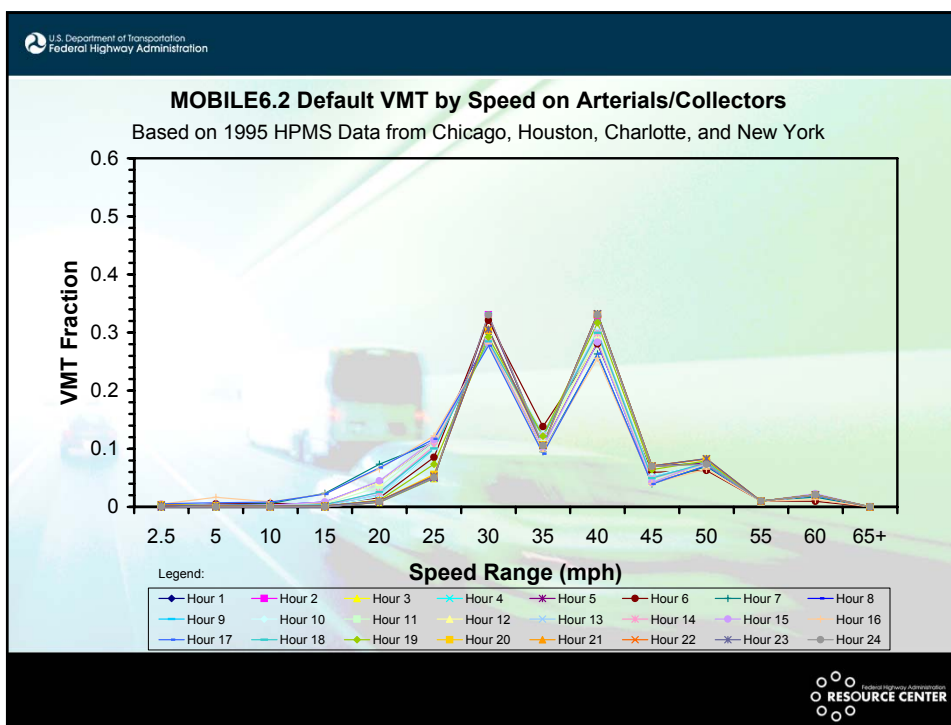 U.S. Department of Transportation
Federal Highway Administration
MOBILE6.2 Default VMT by Speed on Arterials/Collectors
Based on 1995 HPMS Data from Chicago, Houston, Charlotte, and New York
VMT Fraction
0.6
0.5
0.4
0.3
0.2
0.1
0
2.5 5 10 15 20 25 30 35 40 45 50 55 60 65+
Speed Range (mph)
Legend:
Hour 1 Hour 2 Hour 3 Hour 4 Hour 5 Hour 6 Hour 7 Hour 8
Hour 9 Hour 10 Hour 11 Hour 12 Hour 13 Hour 14 Hour 15 Hour 16
Hour 17 Hour 18 Hour 19 Hour 20 Hour 21 Hour 22 Hour 23 Hour 24
Federal Highway Administration
RESOURCE CENTER